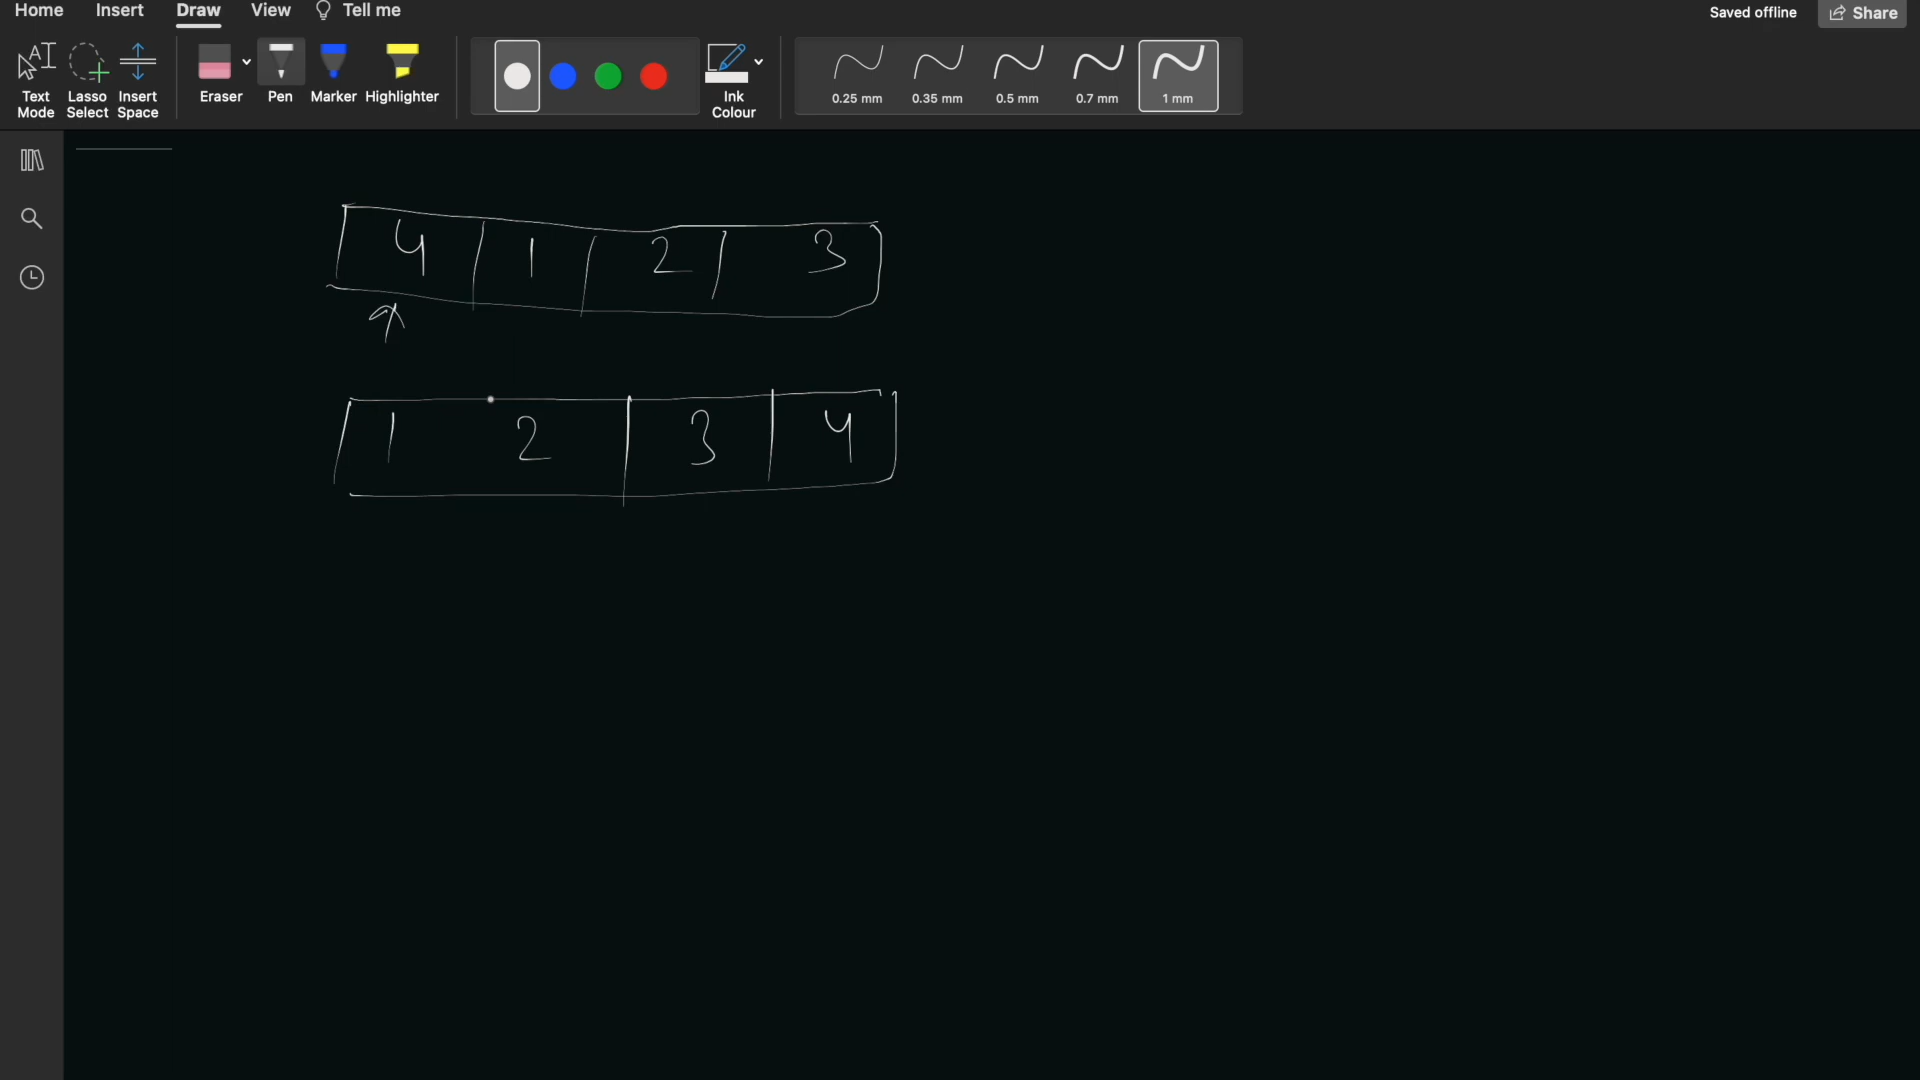 Home Insert Draw View Tell me Saved offline Share
Text Mode Lasso Select Insert Space Eraser Pen Marker Highlighter Ink Colour 0.25 mm 0.35 mm 0.5 mm 0.7 mm 1 mm
4 1 2 3
1 2 3 4